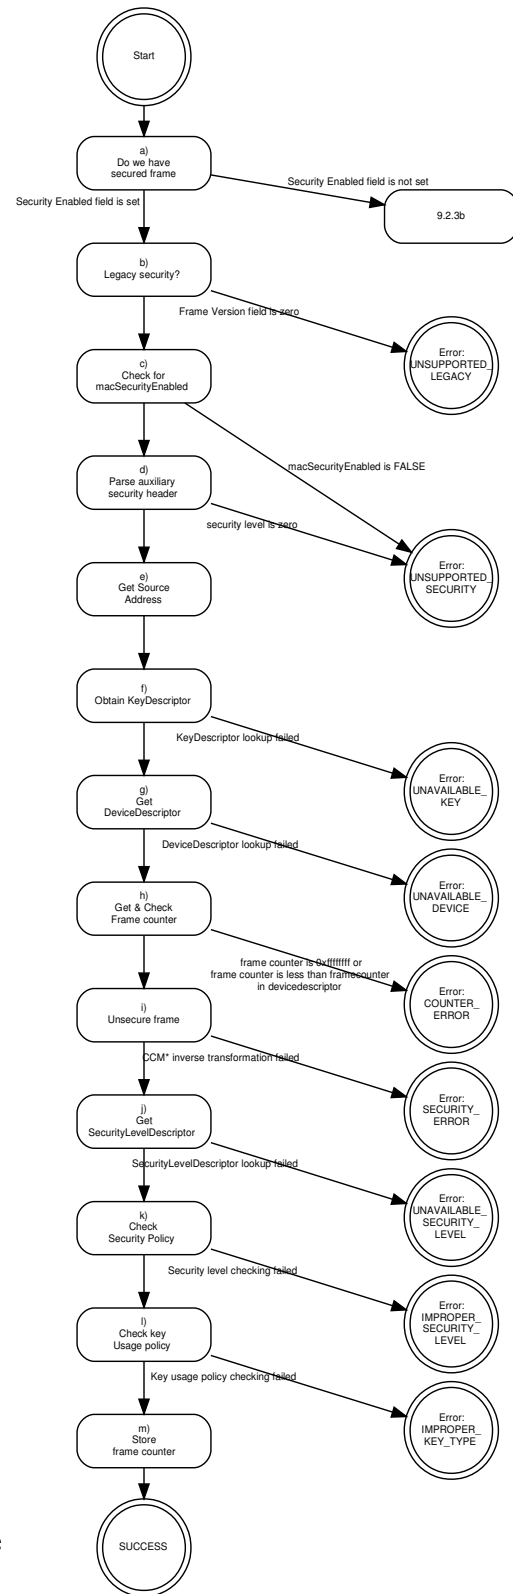 Start
a)
Do we have
secured frame
Security Enabled field is not set
Security Enabled field is set
9.2.3b
b)
Legacy security?
Frame Version field is zero
Error:
UNSUPPORTED_
LEGACY
c)
Check for
macSecurityEnabled
macSecurityEnabled is FALSE
d)
Parse auxiliary
security header
security level is zero
Error:
UNSUPPORTED_
SECURITY
e)
Get Source
Address
f)
Obtain KeyDescriptor
KeyDescriptor lookup failed
Error:
UNAVAILABLE_
KEY
g)
Get
DeviceDescriptor
DeviceDescriptor lookup failed
Error:
UNAVAILABLE_
DEVICE
h)
Get & Check
Frame counter
frame counter is 0xffffffff or
frame counter is less than framecounter
in devicedescriptor
Error:
COUNTER_
ERROR
i)
Unsecure frame
CCM* inverse transformation failed
Error:
SECURITY_
ERROR
j)
Get
SecurityLevelDescriptor
SecurityLevelDescriptor lookup failed
Error:
UNAVAILABLE_
SECURITY_
LEVEL
k)
Check
Security Policy
Security level checking failed
Error:
IMPROPER_
SECURITY_
LEVEL
l)
Check key
Usage policy
Key usage policy checking failed
Error:
IMPROPER_
KEY_TYPE
m)
Store
frame counter
SUCCESS